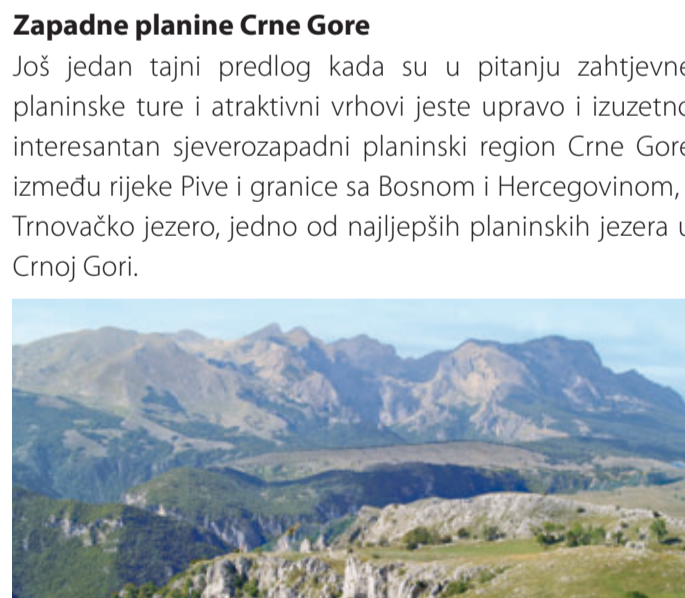 Zapadne planine Crne Gore
Još jedan tajni predlog kada su u pitanju zahtjevne
planinske ture i atraktivni vrhovi jeste upravo i izuzetno
interesantan sjeverozapadni planinski region Crne Gore
između rijeke Pive i granice sa Bosnom i Hercegovinom,
Trnovačko jezero, jedno od najljepših planinskih jezera u
Crnoj Gori.